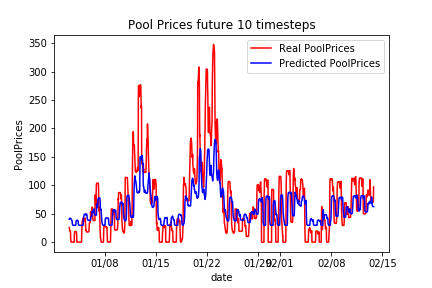 Pool Prices future 10 timesteps
Real PoolPrices
Predicted PoolPrices
PoolPrices
350
300
250
200
150
100
50
0
01/08 01/15 01/22 01/29 02/01 02/08 02/15
date